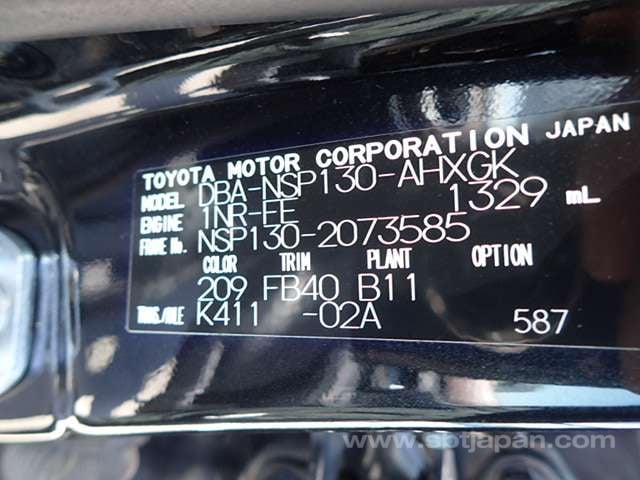 TOYOTA MOTOR CORPORATION JAPAN
MODEL DBA-NSP130-AHXGK
ENGINE 1NR-FE 1329 mL
FRAME No. NSP130-2073585
COLOR TRIM PLANT OPTION
209 FB40 B11
TRANS./AXLE K411 -02A 587
www.sbtjapan.com